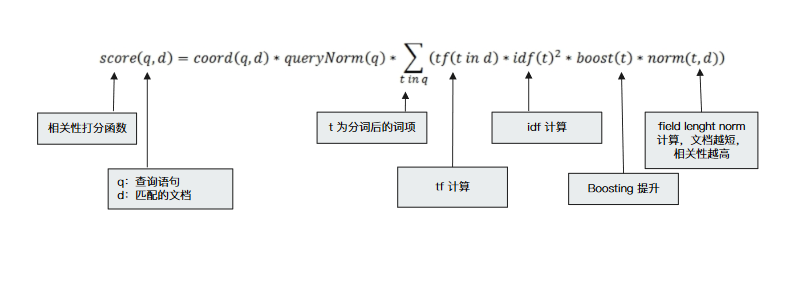 score(q,d) = coord(q,d) * queryNorm(q) * ∑ (tf(t in d) * idf(t)² * boost(t) * norm(t,d))
t in q
相关性打分函数
t 为分词后的词项
idf 计算
field lenght norm
计算，文档越短，
相关性越高
q：查询语句
d：匹配的文档
tf 计算
Boosting 提升